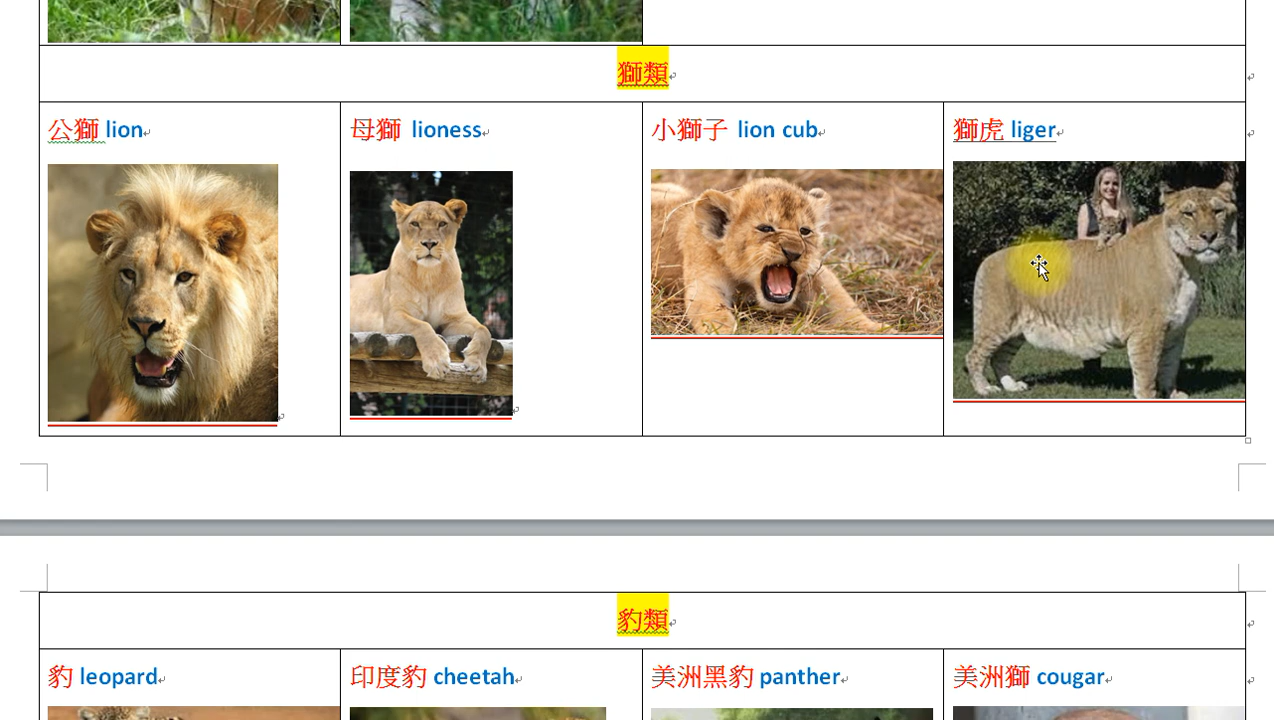 獅類
公獅 lion
母獅 lioness
小獅子 lion cub
獅虎 liger
豹類
豹 leopard
印度豹 cheetah
美洲黑豹 panther
美洲獅 cougar